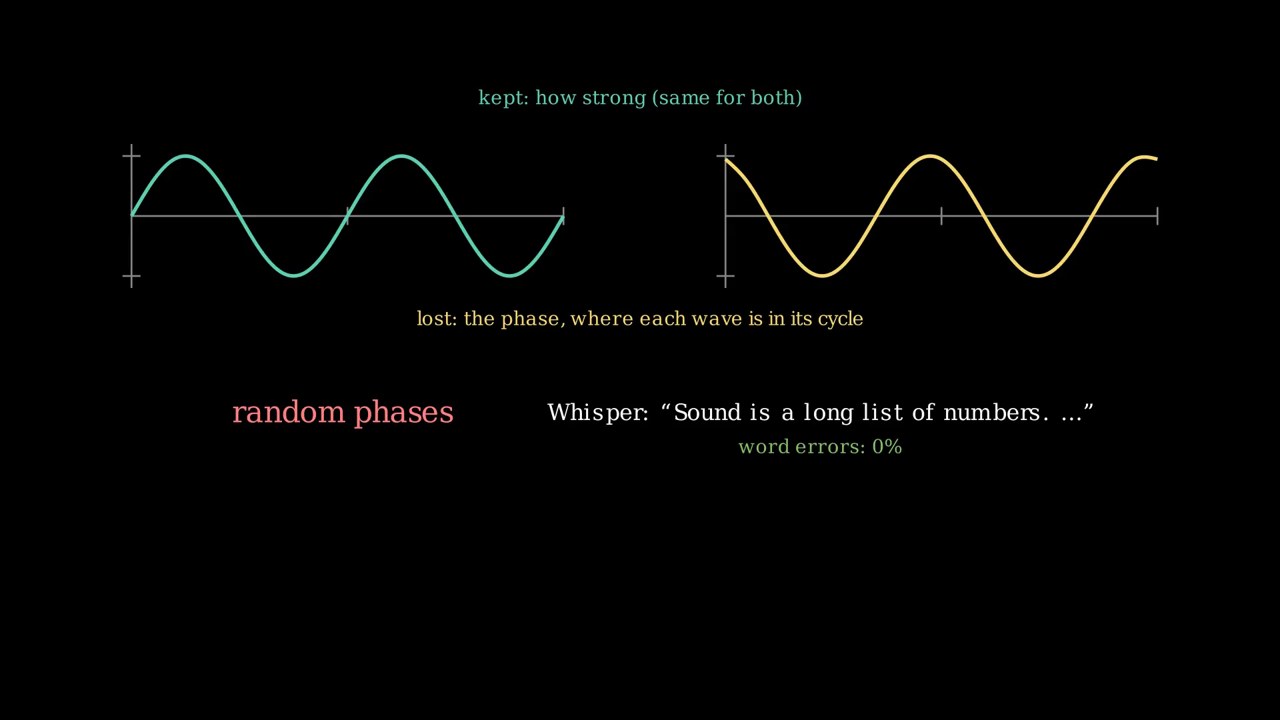 kept: how strong (same for both)
lost: the phase, where each wave is in its cycle
random phases
Whisper: “Sound is a long list of numbers. …”
word errors: 0%